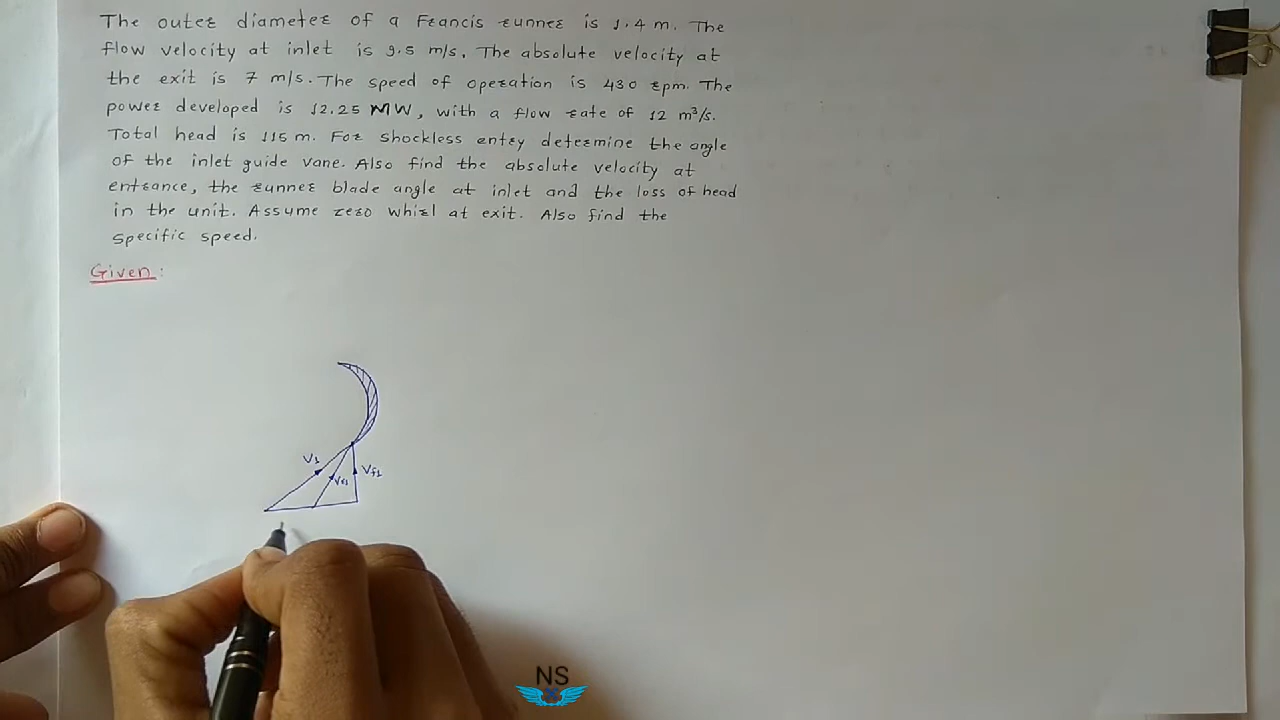 The outer diameter of a Francis runner is 1.4 m. The
flow velocity at inlet is 9.5 m/s. The absolute velocity at
the exit is 7 m/s. The speed of operation is 430 rpm. The
power developed is 12.25 MW, with a flow rate of 12 m³/s.
Total head is 115 m. For shockless entry determine the angle
of the inlet guide vane. Also find the absolute velocity at
entrance, the runner blade angle at inlet and the loss of head
in the unit. Assume zero whirl at exit. Also find the
specific speed.
Given:
V1
Vr1
Vf1
NS